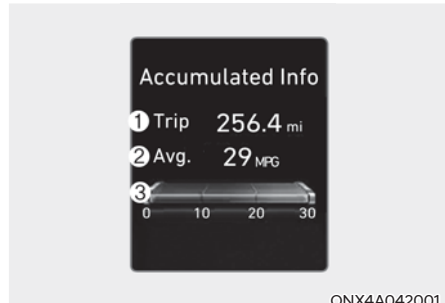 Accumulated Info
1 Trip 256.4 mi
2 Avg. 29 MPG
3
0 10 20 30
ONX4A042001